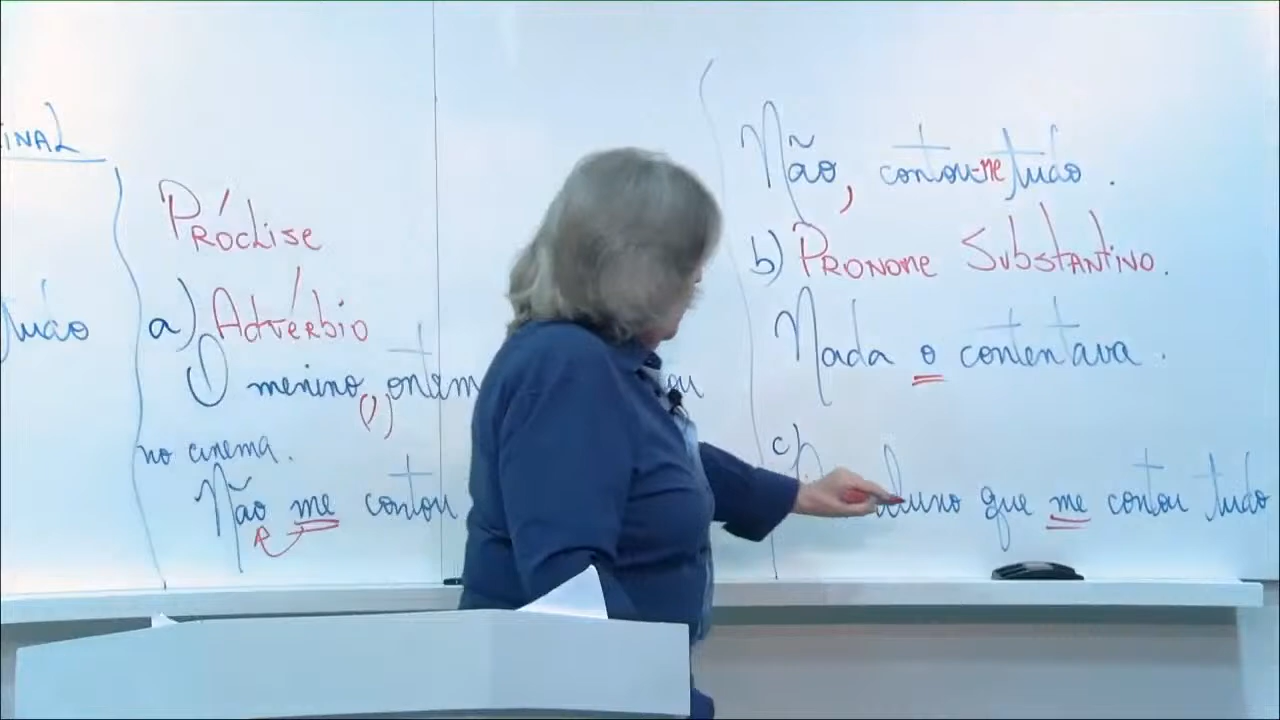 INAL
tudo
PRÓCLISE
a) ADVÉRBIO
O menino, ontem
no cinema.
Não me contou
Não, contou-me tudo.
b) PRONOME SUBSTANTIVO.
Nada o contentava.
c)
aluno que me contou tudo